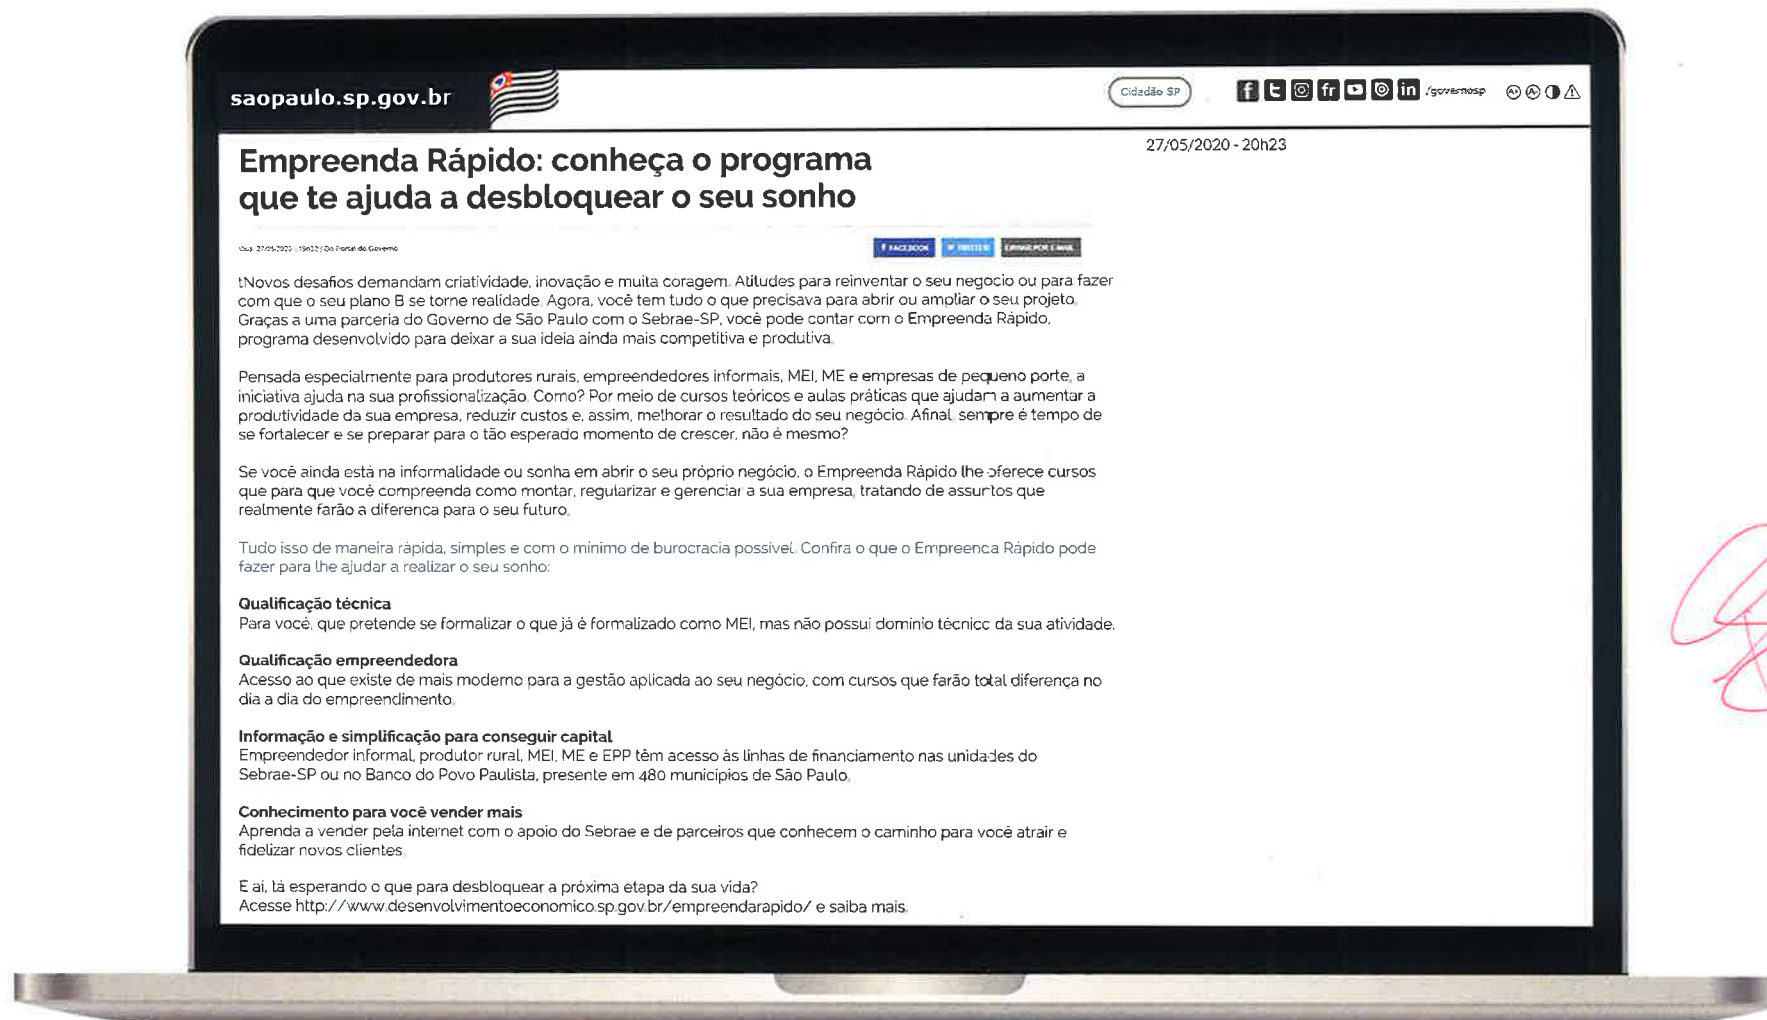 saopaulo.sp.gov.br
Cidadão SP
/governosp
27/05/2020 - 20h23
Empreenda Rápido: conheça o programa
que te ajuda a desbloquear o seu sonho
Do Portal do Governo
FACEBOOK TWITTER ENVIAR POR E-MAIL
tNovos desafios demandam criatividade, inovação e muita coragem. Atitudes para reinventar o seu negocio ou para fazer
com que o seu plano B se torne realidade. Agora, você tem tudo o que precisava para abrir ou ampliar o seu projeto.
Graças a uma parceria do Governo de São Paulo com o Sebrae-SP, você pode contar com o Empreenda Rápido,
programa desenvolvido para deixar a sua ideia ainda mais competitiva e produtiva.
Pensada especialmente para produtores rurais, empreendedores informais, MEI, ME e empresas de pequeno porte, a
iniciativa ajuda na sua profissionalização. Como? Por meio de cursos teóricos e aulas práticas que ajudam a aumentar a
produtividade da sua empresa, reduzir custos e, assim, melhorar o resultado do seu negócio. Afinal, sempre é tempo de
se fortalecer e se preparar para o tão esperado momento de crescer, não é mesmo?
Se você ainda está na informalidade ou sonha em abrir o seu próprio negócio, o Empreenda Rápido lhe oferece cursos
que para que você compreenda como montar, regularizar e gerenciar a sua empresa, tratando de assuntos que
realmente farão a diferença para o seu futuro.
Tudo isso de maneira rápida, simples e com o mínimo de burocracia possível. Confira o que o Empreenda Rápido pode
fazer para lhe ajudar a realizar o seu sonho:
Qualificação técnica
Para você, que pretende se formalizar o que já é formalizado como MEI, mas não possui domínio técnico da sua atividade.
Qualificação empreendedora
Acesso ao que existe de mais moderno para a gestão aplicada ao seu negócio, com cursos que farão total diferença no
dia a dia do empreendimento.
Informação e simplificação para conseguir capital
Empreendedor informal, produtor rural, MEI, ME e EPP têm acesso às linhas de financiamento nas unidades do
Sebrae-SP ou no Banco do Povo Paulista, presente em 480 municípios de São Paulo.
Conhecimento para você vender mais
Aprenda a vender pela internet com o apoio do Sebrae e de parceiros que conhecem o caminho para você atrair e
fidelizar novos clientes.
E aí, tá esperando o que para desbloquear a próxima etapa da sua vida?
Acesse http://www.desenvolvimentoeconomico.sp.gov.br/empreendarapido/ e saiba mais.